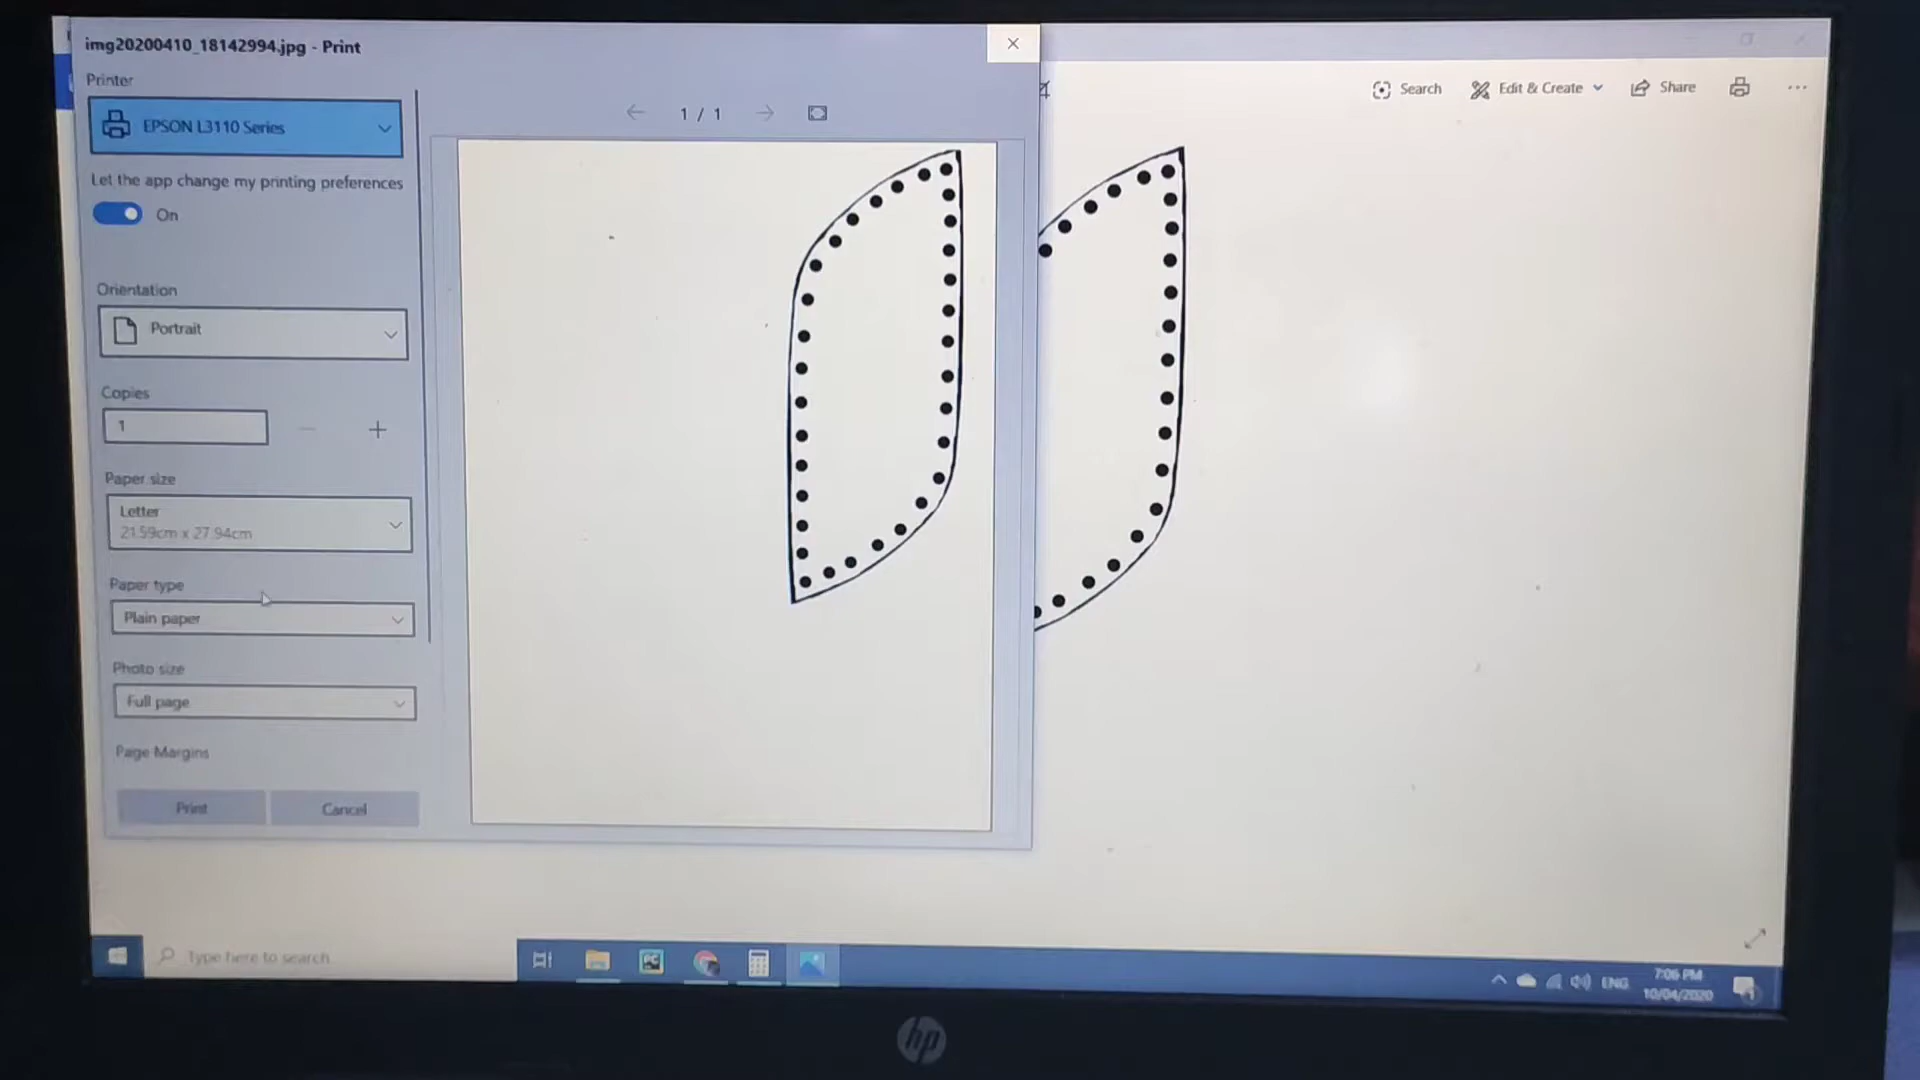 img20200410_18142994.jpg - Print
Printer
EPSON L3110 Series
Let the app change my printing preferences
On
Orientation
Portrait
Copies
1
Paper size
Letter
21.59cm x 27.94cm
Paper type
Plain paper
Photo size
Full page
Page Margins
Print
Cancel
1 / 1
Search
Edit & Create
Share
Type here to search
PC
ENG
7:06 PM
10/04/2020
hp